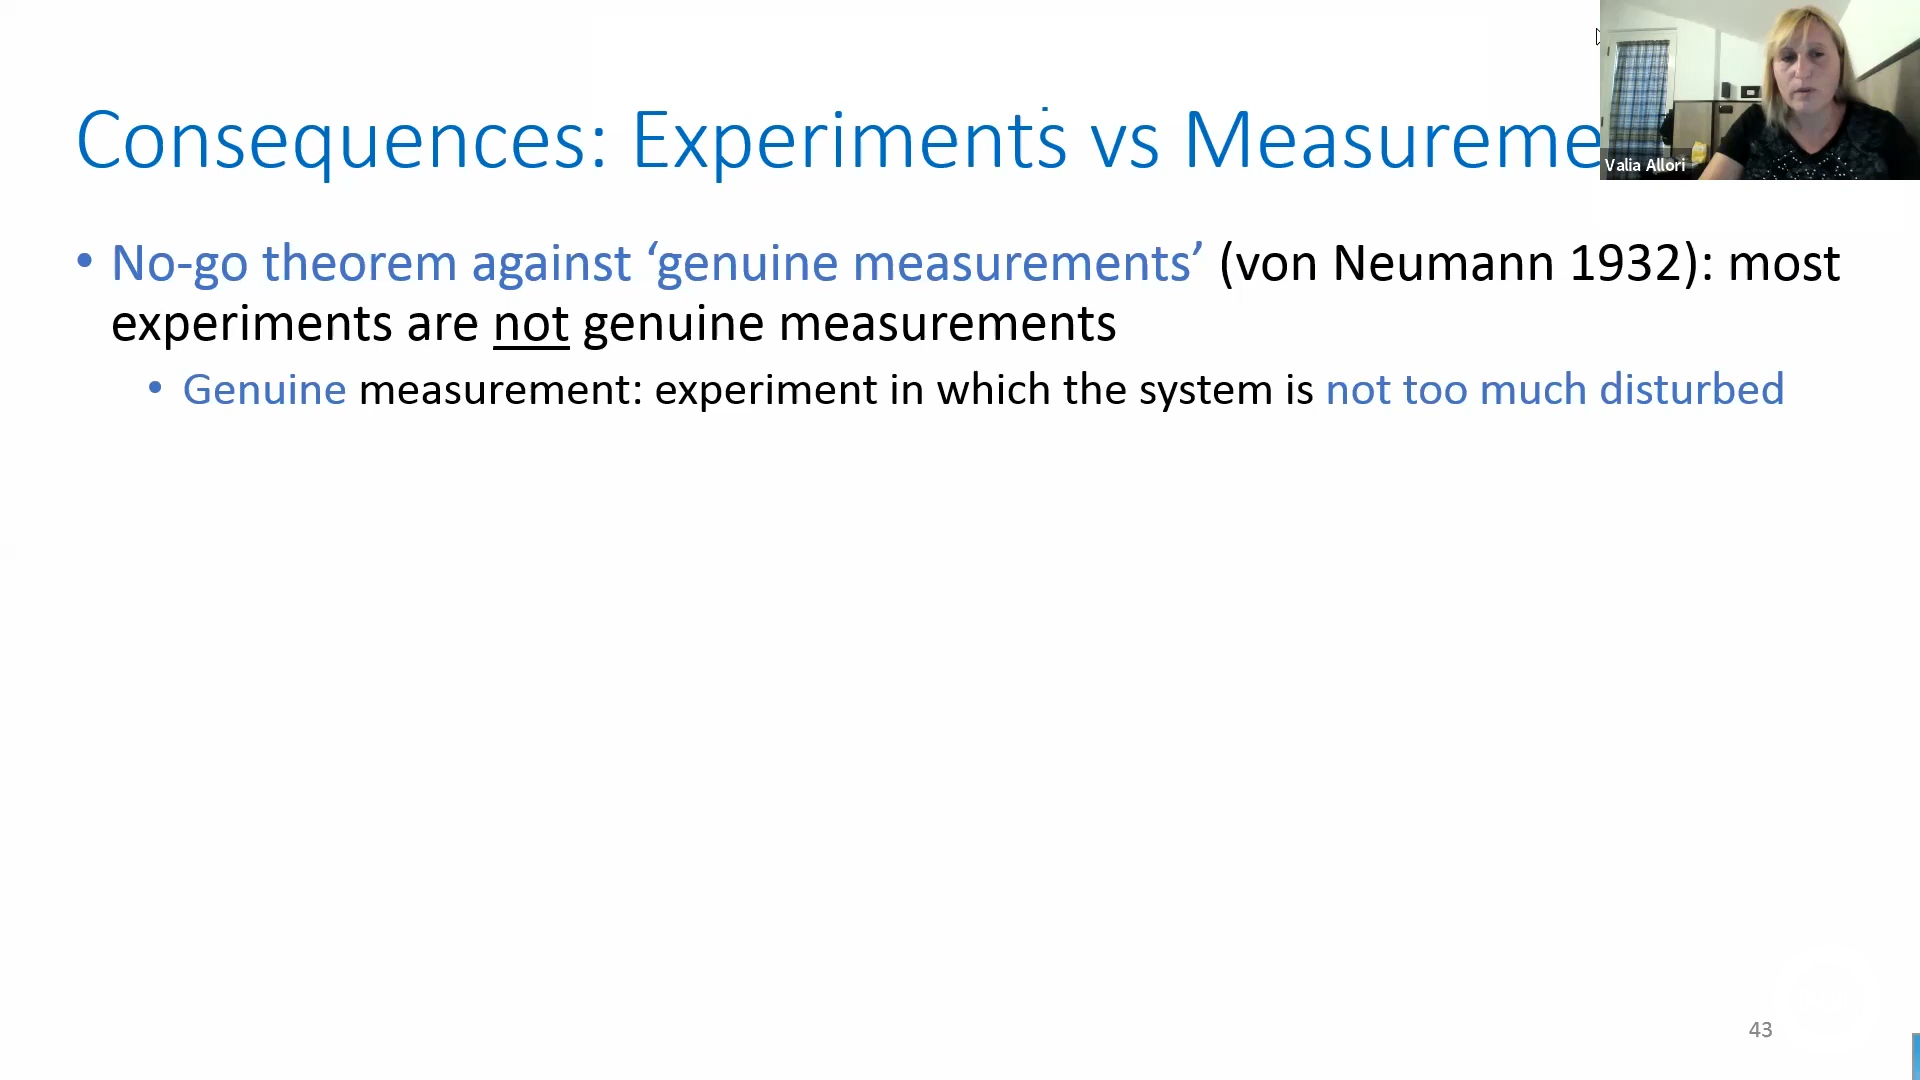 Consequences: Experiments vs Measureme
Valia Allori
• No-go theorem against ‘genuine measurements’ (von Neumann 1932): most
experiments are not genuine measurements
• Genuine measurement: experiment in which the system is not too much disturbed
43